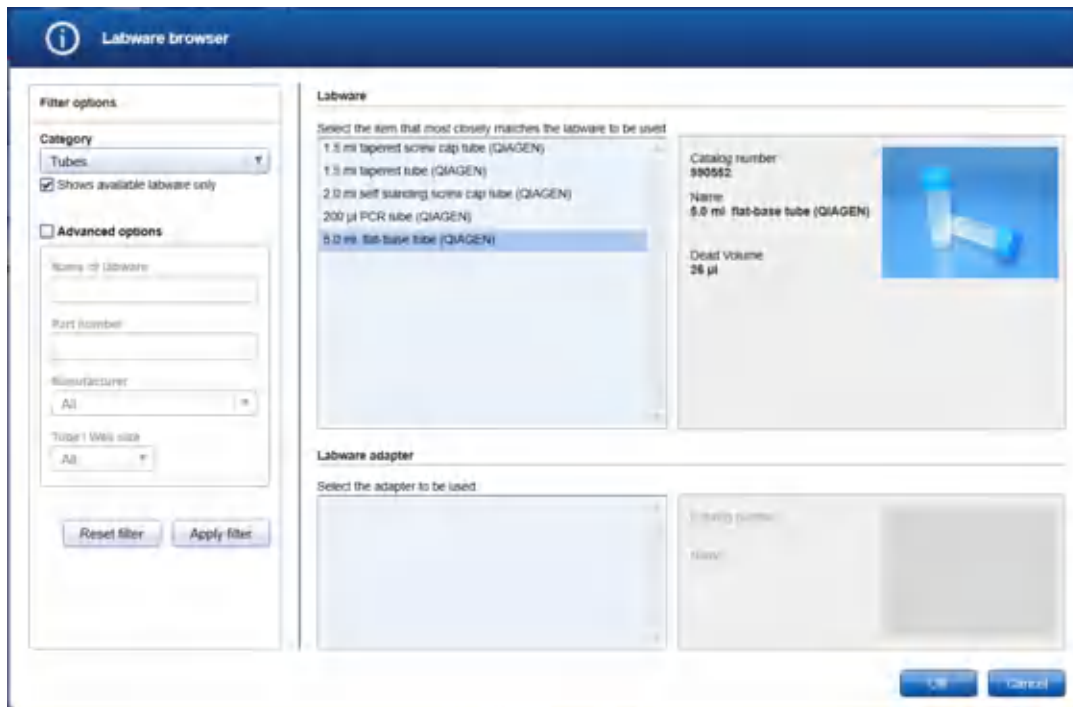 Labware browser
Filter options
Category
Tubes
Shows available labware only
Advanced options
Name of labware
Part number
Manufacturer
All
Tube / Well size
All
Reset filter
Apply filter
Labware
Select the item that most closely matches the labware to be used
1.5 ml tapered screw cap tube (QIAGEN)
1.5 ml tapered tube (QIAGEN)
2.0 ml self standing screw cap tube (QIAGEN)
200 µl PCR tube (QIAGEN)
5.0 ml flat-base tube (QIAGEN)
Catalog number
990552
Name
5.0 ml flat-base tube (QIAGEN)
Dead Volume
26 µl
Labware adapter
Select the adapter to be used
Catalog number
Name
OK
Cancel